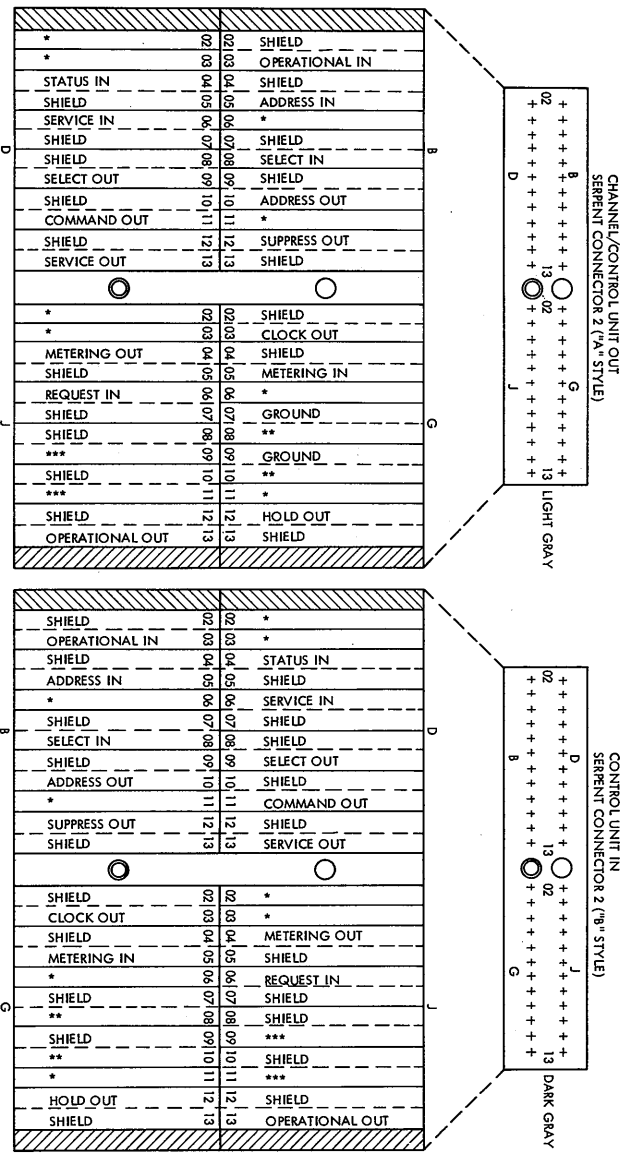 CHANNEL/CONTROL UNIT OUT
SERPENT CONNECTOR 2 ("A" STYLE)
02
B
D
13
02
G
J
13
LIGHT GRAY
D
B
* 02 02 SHIELD
* 03 03 OPERATIONAL IN
STATUS IN 04 04 SHIELD
SHIELD 05 05 ADDRESS IN
SERVICE IN 06 06 *
SHIELD 07 07 SHIELD
SHIELD 08 08 SELECT IN
SELECT OUT 09 09 SHIELD
SHIELD 10 10 ADDRESS OUT
COMMAND OUT 11 11 *
SHIELD 12 12 SUPPRESS OUT
SERVICE OUT 13 13 SHIELD
J
G
* 02 02 SHIELD
* 03 03 CLOCK OUT
METERING OUT 04 04 SHIELD
SHIELD 05 05 METERING IN
REQUEST IN 06 06 *
SHIELD 07 07 GROUND
SHIELD 08 08 **
*** 09 09 GROUND
SHIELD 10 10 **
*** 11 11 *
SHIELD 12 12 HOLD OUT
OPERATIONAL OUT 13 13 SHIELD
CONTROL UNIT IN
SERPENT CONNECTOR 2 ("B" STYLE)
02
D
B
13
02
J
G
13
DARK GRAY
B
D
SHIELD 02 02 *
OPERATIONAL IN 03 03 *
SHIELD 04 04 STATUS IN
ADDRESS IN 05 05 SHIELD
* 06 06 SERVICE IN
SHIELD 07 07 SHIELD
SELECT IN 08 08 SHIELD
SHIELD 09 09 SELECT OUT
ADDRESS OUT 10 10 SHIELD
* 11 11 COMMAND OUT
SUPPRESS OUT 12 12 SHIELD
SHIELD 13 13 SERVICE OUT
G
J
SHIELD 02 02 *
CLOCK OUT 03 03 *
SHIELD 04 04 METERING OUT
METERING IN 05 05 SHIELD
* 06 06 REQUEST IN
SHIELD 07 07 SHIELD
** 08 08 SHIELD
SHIELD 09 09 ***
** 10 10 SHIELD
* 11 11 ***
HOLD OUT 12 12 SHIELD
SHIELD 13 13 OPERATIONAL OUT